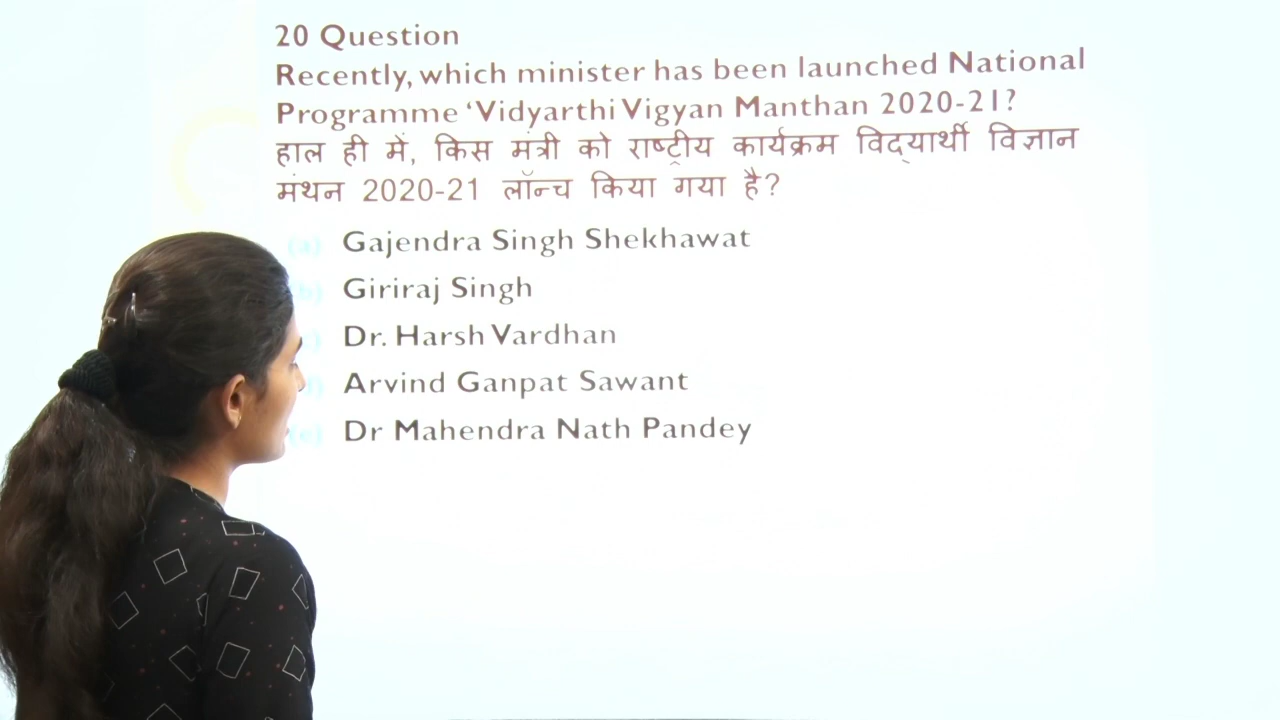 20 Question
Recently, which minister has been launched National
Programme ‘Vidyarthi Vigyan Manthan 2020-21?
हाल ही में, किस मंत्री को राष्ट्रीय कार्यक्रम विद्यार्थी विज्ञान
मंथन 2020-21 लॉन्च किया गया है?
(a) Gajendra Singh Shekhawat
(b) Giriraj Singh
Dr. Harsh Vardhan
Arvind Ganpat Sawant
(e) Dr Mahendra Nath Pandey